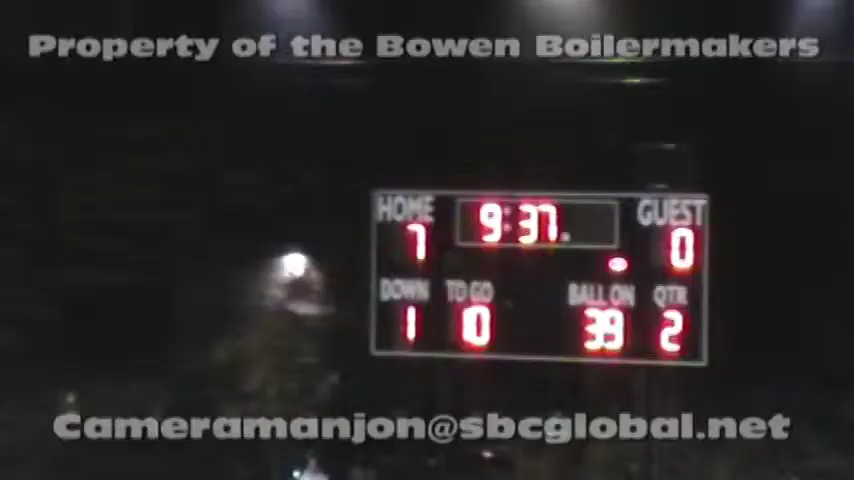 Property of the Bowen Boilermakers
HOME 9:37 GUEST
7 0
DOWN TO GO BALL ON QTR
1 10 39 2
Cameramanjon@sbcglobal.net